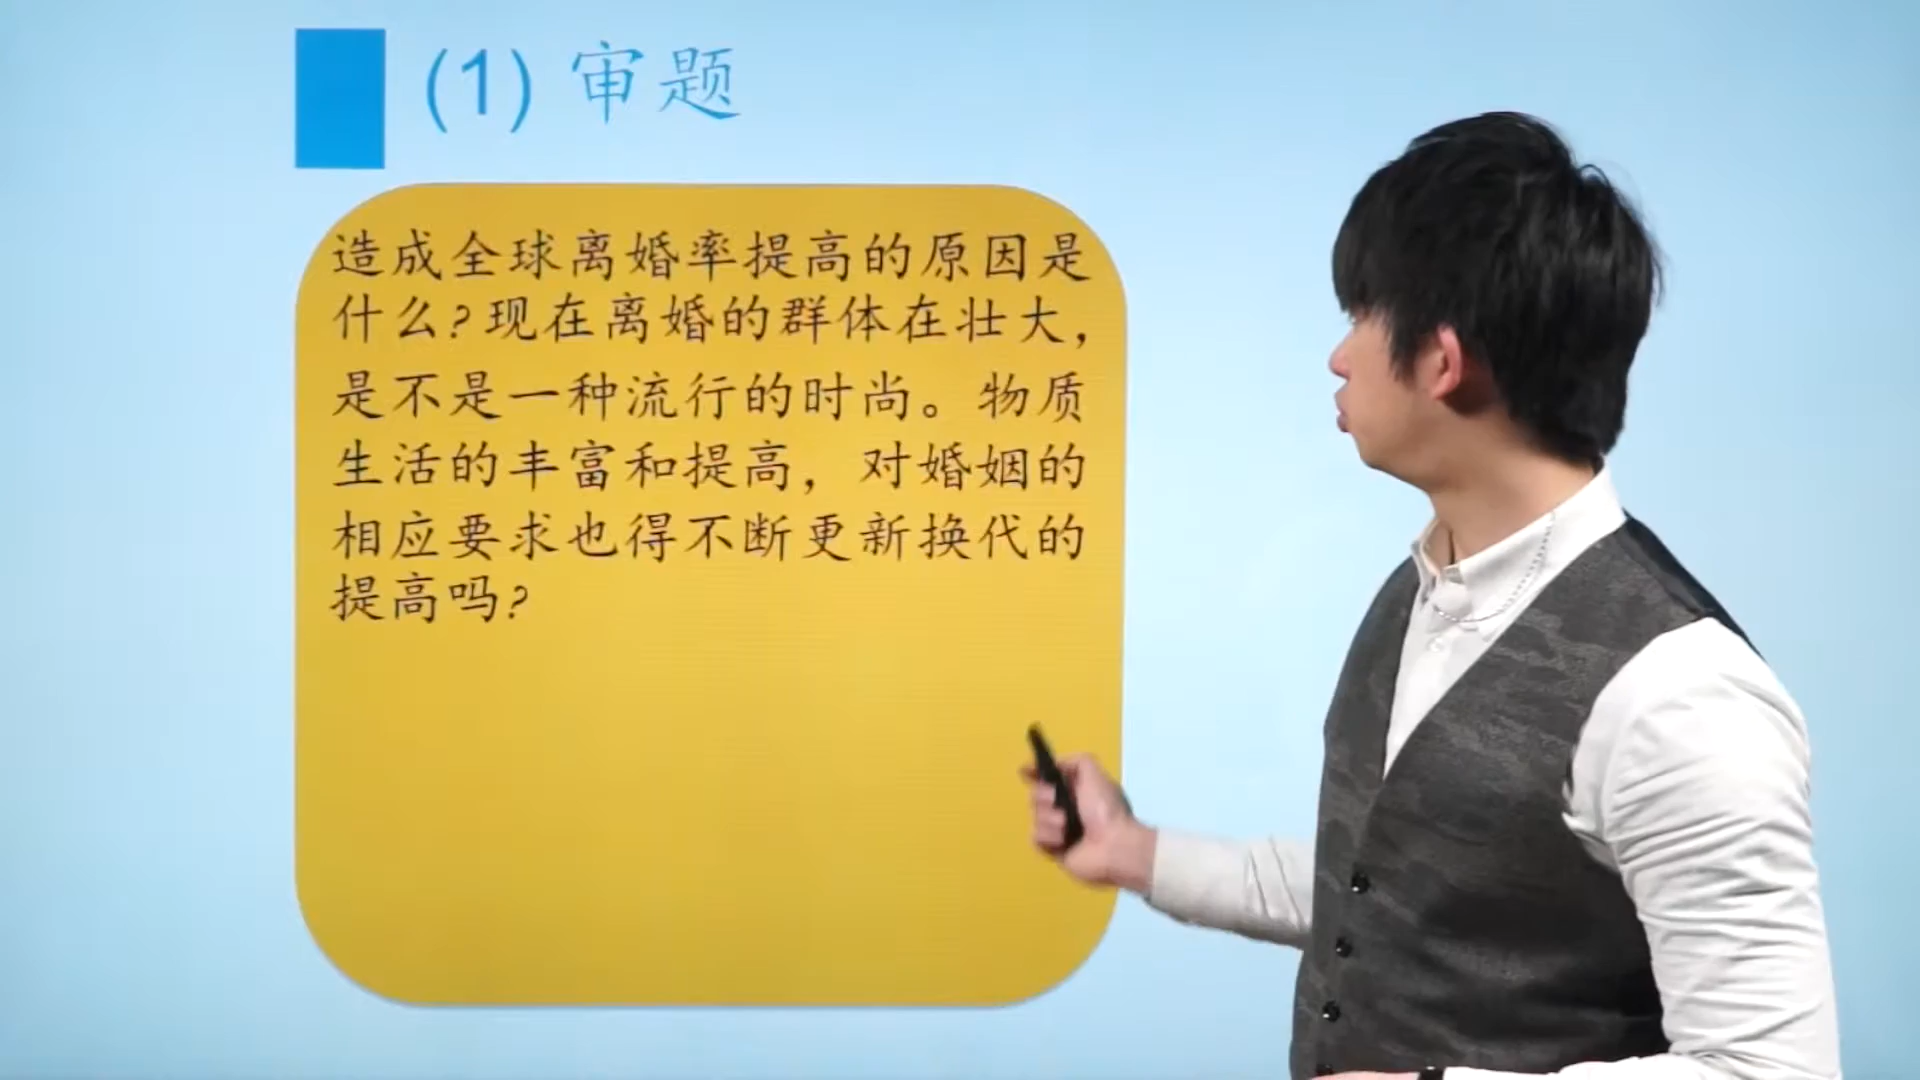 (1) 审题
造成全球离婚率提高的原因是
什么?现在离婚的群体在壮大,
是不是一种流行的时尚。物质
生活的丰富和提高，对婚姻的
相应要求也得不断更新换代的
提高吗?